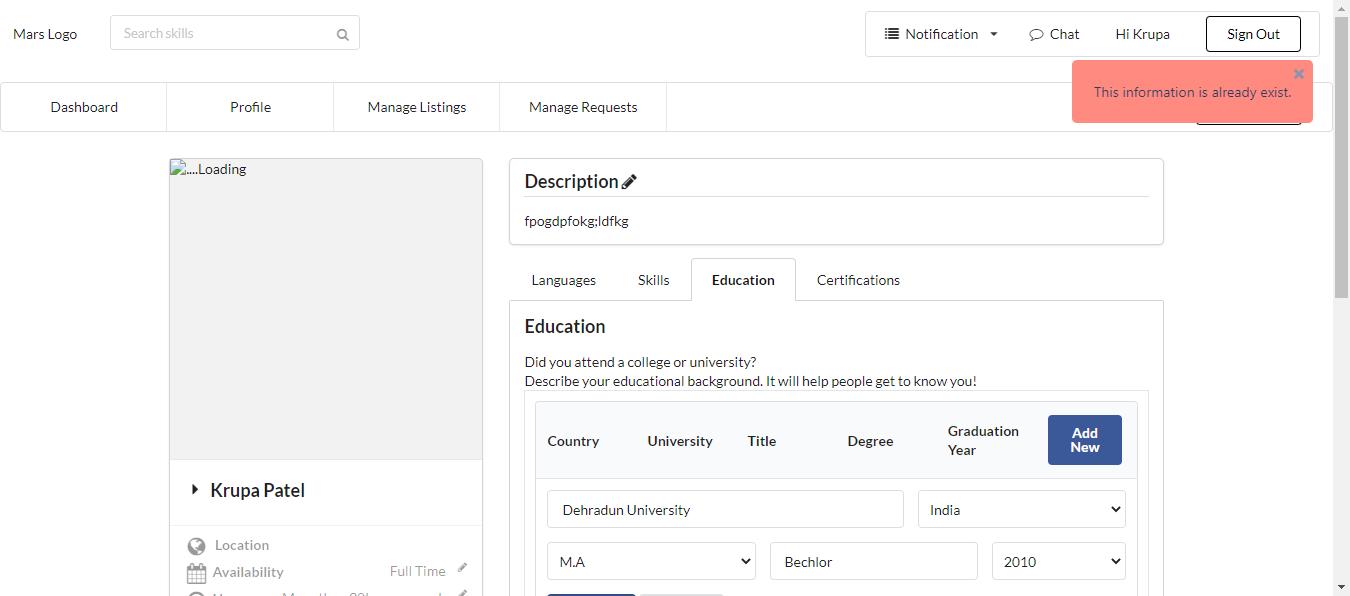 Mars Logo
Search skills
Notification
Chat
Hi Krupa
Sign Out
This information is already exist.
Dashboard
Profile
Manage Listings
Manage Requests
....Loading
Description
fpogdpfokg;ldfkg
Languages
Skills
Education
Certifications
Education
Did you attend a college or university?
Describe your educational background. It will help people get to know you!
Country
University
Title
Degree
Graduation
Year
Add
New
Dehradun University
India
M.A
Bechlor
2010
Krupa Patel
Location
Availability
Full Time